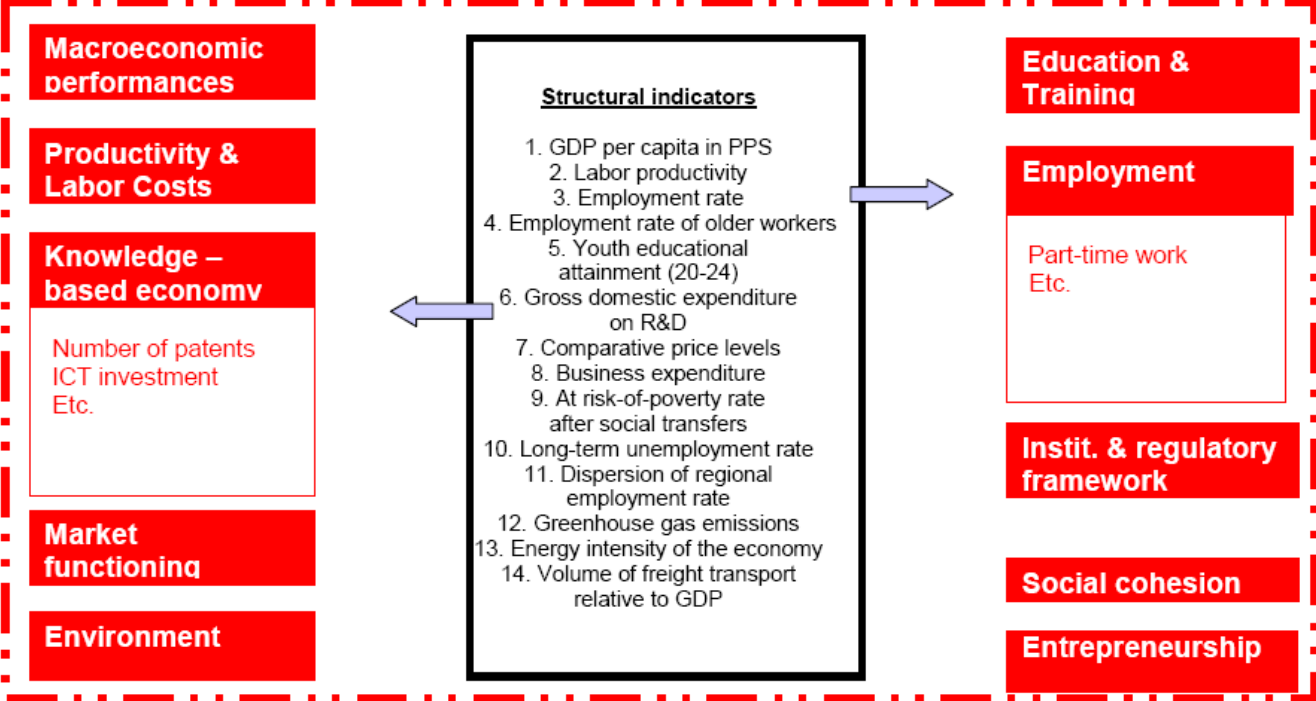 Macroeconomic
performances
Productivity &
Labor Costs
Knowledge –
based economy
Number of patents
ICT investment
Etc.
Market
functioning
Environment
Structural indicators
1. GDP per capita in PPS
2. Labor productivity
3. Employment rate
4. Employment rate of older workers
5. Youth educational
attainment (20-24)
6. Gross domestic expenditure
on R&D
7. Comparative price levels
8. Business expenditure
9. At risk-of-poverty rate
after social transfers
10. Long-term unemployment rate
11. Dispersion of regional
employment rate
12. Greenhouse gas emissions
13. Energy intensity of the economy
14. Volume of freight transport
relative to GDP
Education &
Training
Employment
Part-time work
Etc.
Instit. & regulatory
framework
Social cohesion
Entrepreneurship